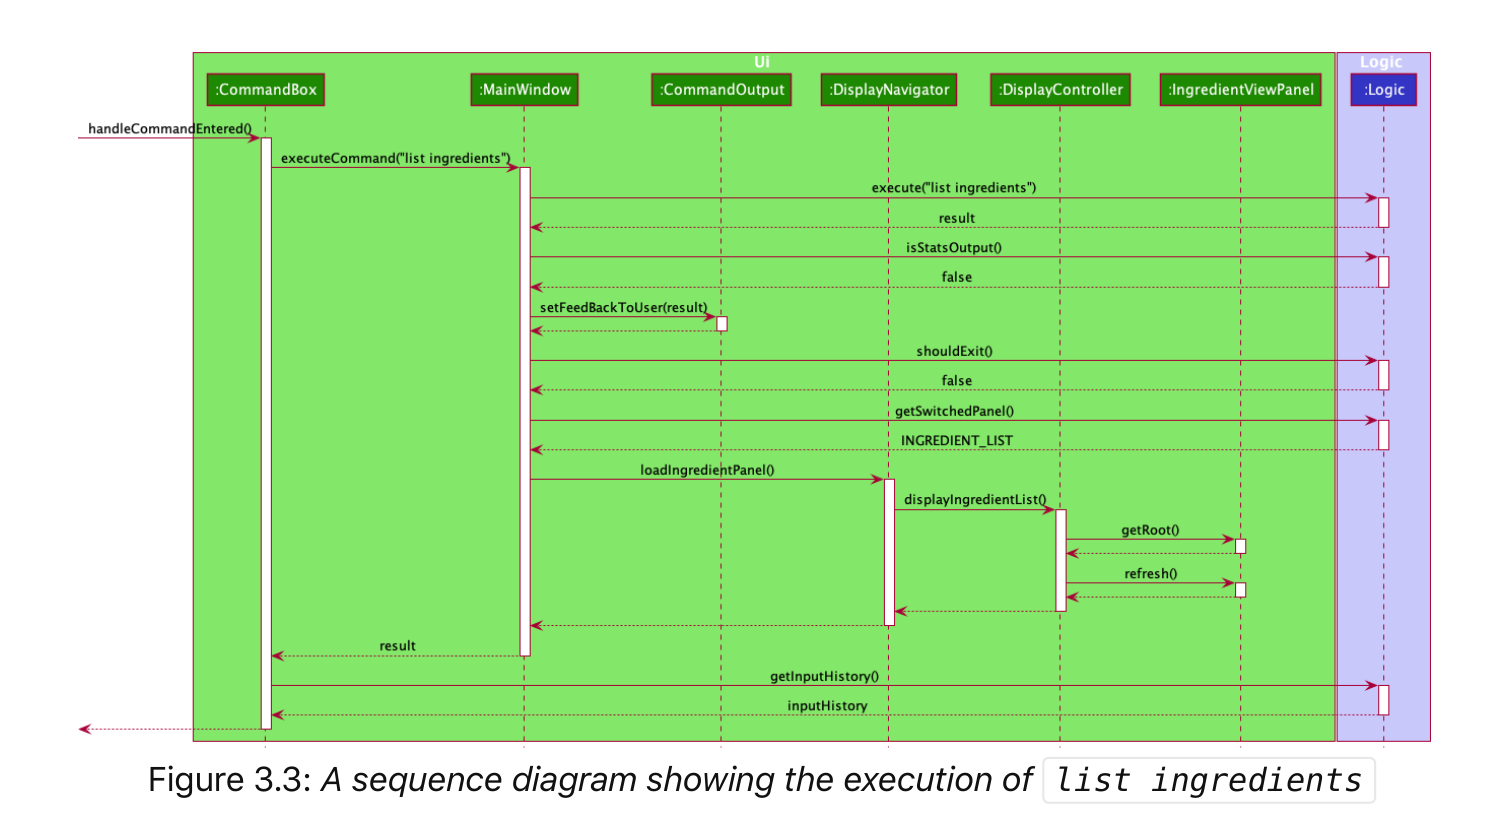 Ui
Logic
:CommandBox
:MainWindow
:CommandOutput
:DisplayNavigator
:DisplayController
:IngredientViewPanel
:Logic
handleCommandEntered()
executeCommand("list ingredients")
execute("list ingredients")
result
isStatsOutput()
false
setFeedBackToUser(result)
shouldExit()
false
getSwitchedPanel()
INGREDIENT_LIST
loadIngredientPanel()
displayIngredientList()
getRoot()
refresh()
result
getInputHistory()
inputHistory
Figure 3.3: A sequence diagram showing the execution of list ingredients